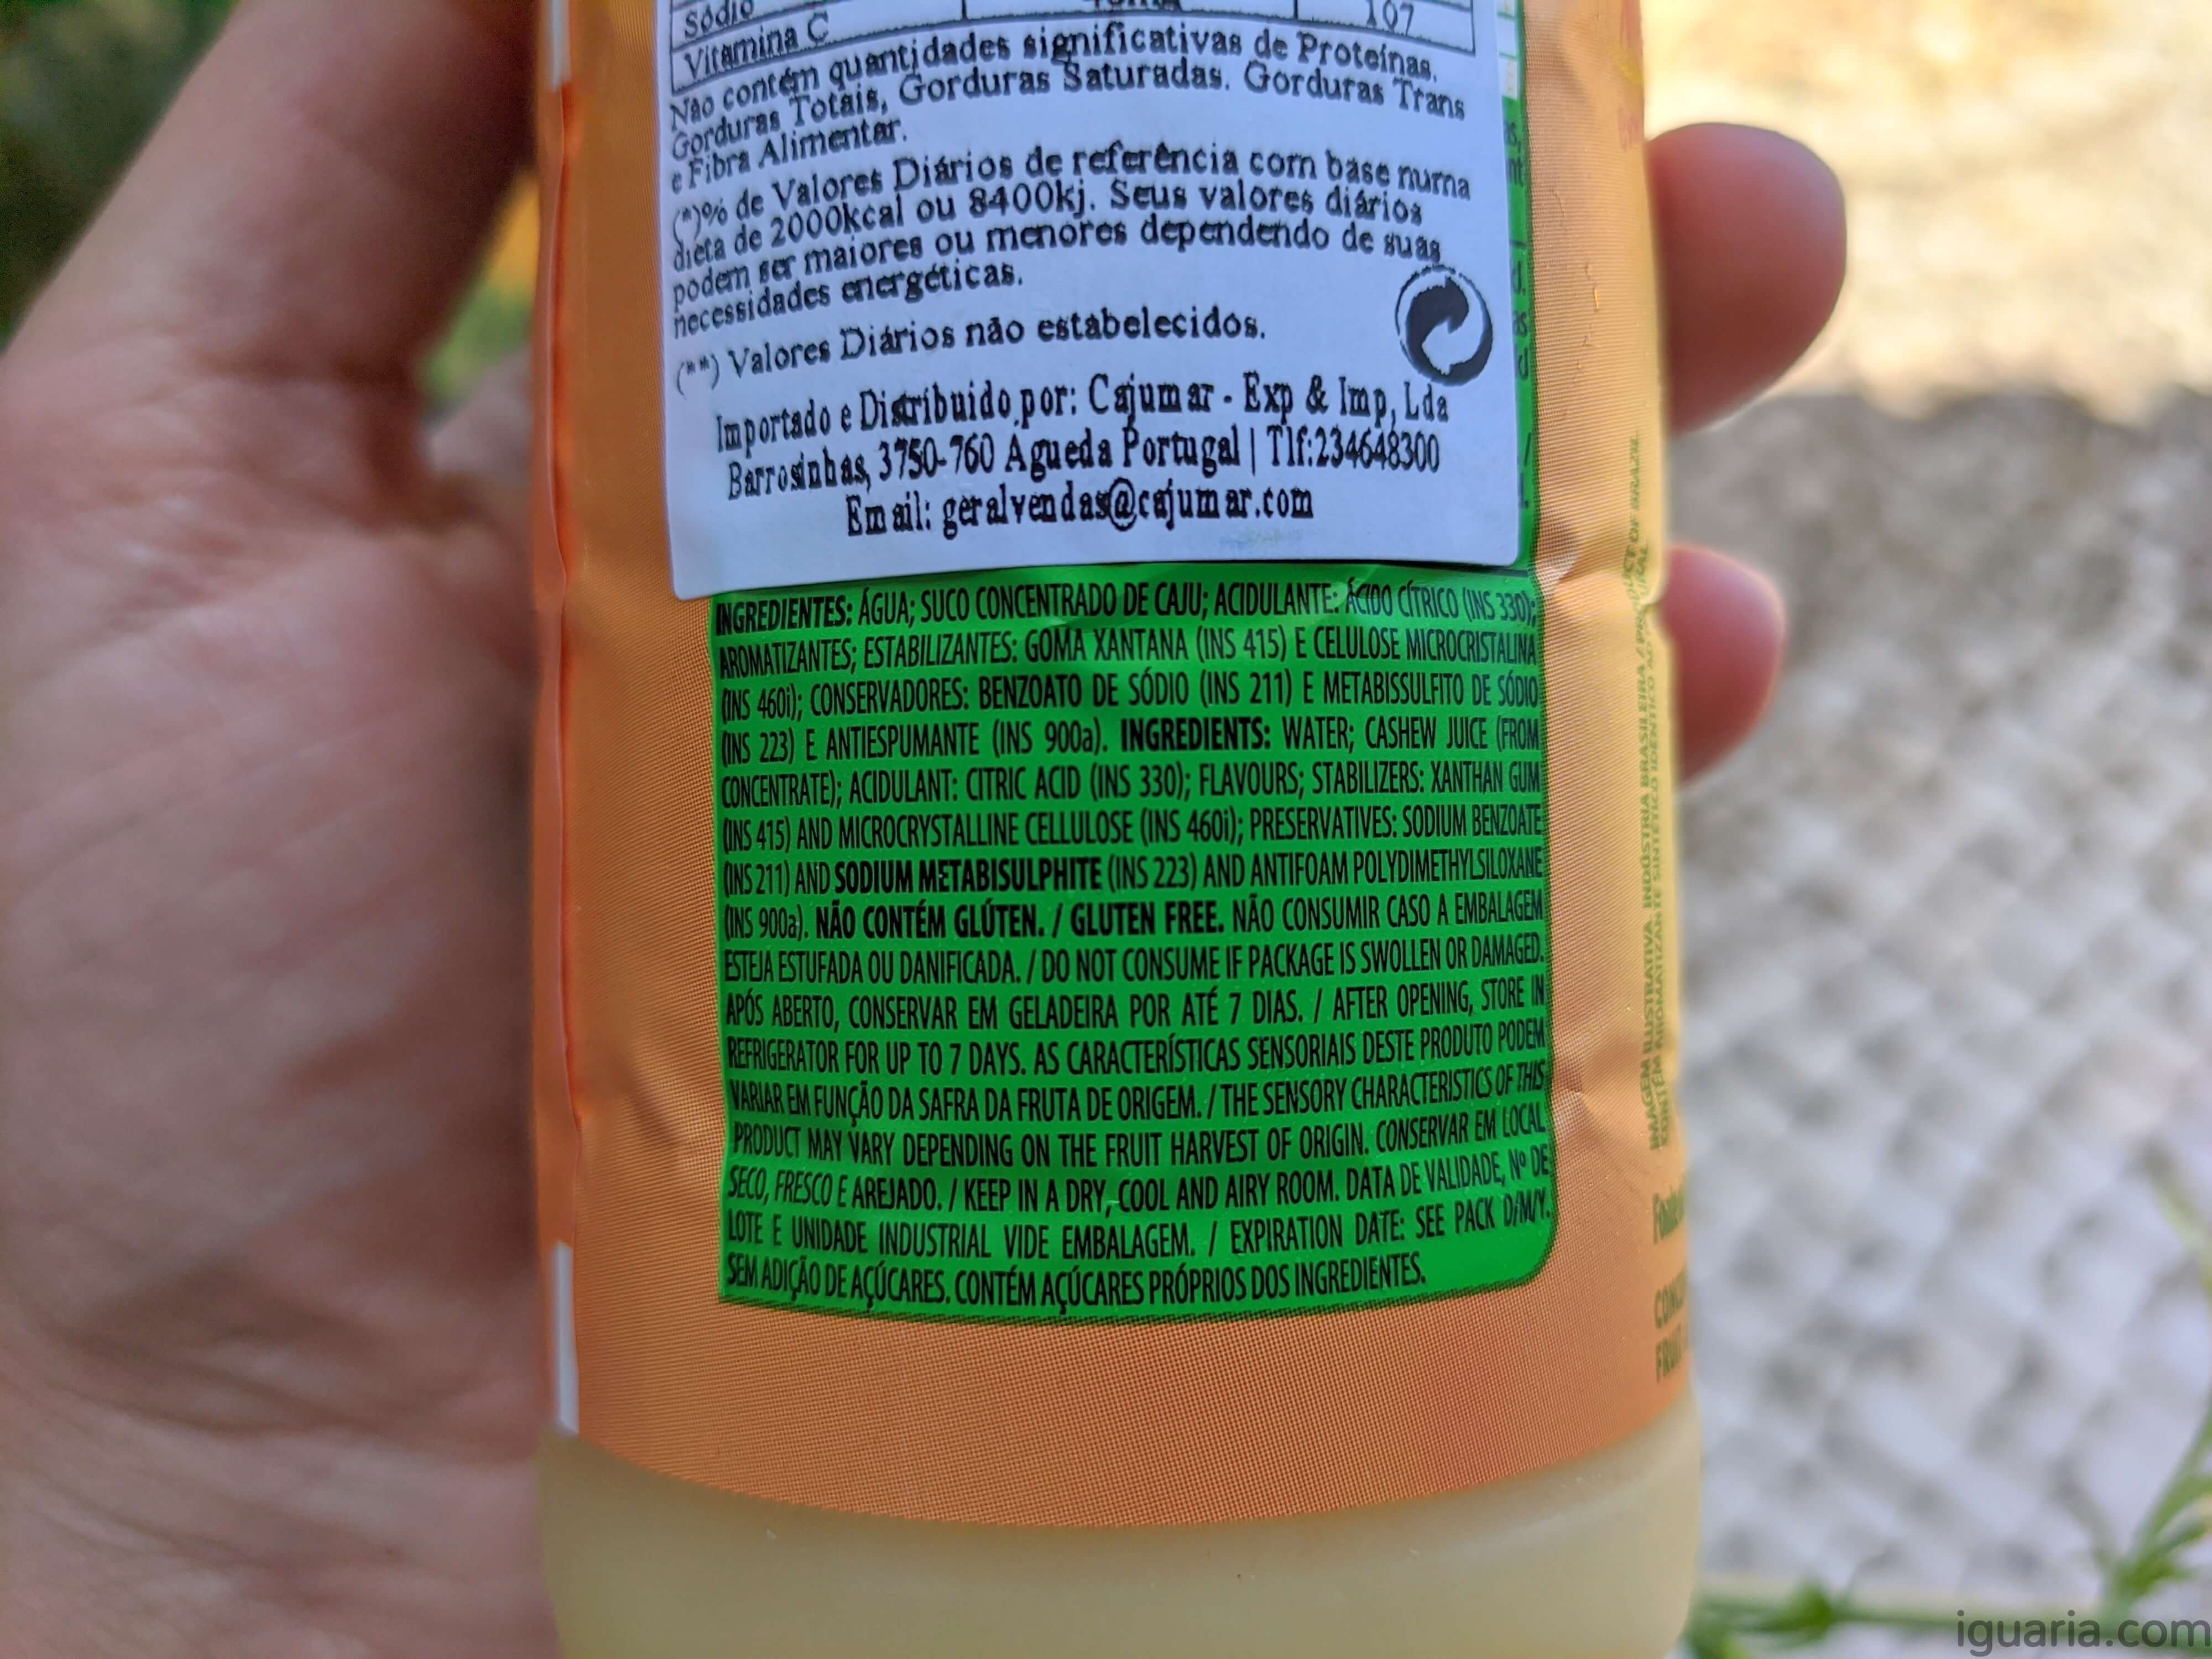 Sódio
Vitamina C 107
Não contém quantidades significativas de Proteínas,
Gorduras Totais, Gorduras Saturadas. Gorduras Trans
e Fibra Alimentar.
(*)% de Valores Diários de referência com base numa
dieta de 2000kcal ou 8400kj. Seus valores diários
podem ser maiores ou menores dependendo de suas
necessidades energéticas.
(**) Valores Diários não estabelecidos.
Importado e Distribuido por: Cajumar - Exp & Imp, Lda
Barrosinhas, 3750-760 Águeda Portugal | Tlf:234648300
Email: geralvendas@cajumar.com
INGREDIENTES: ÁGUA; SUCO CONCENTRADO DE CAJU; ACIDULANTE: ÁCIDO CÍTRICO (INS 330);
AROMATIZANTES; ESTABILIZANTES: GOMA XANTANA (INS 415) E CELULOSE MICROCRISTALINA
(INS 460i); CONSERVADORES: BENZOATO DE SÓDIO (INS 211) E METABISSULFITO DE SÓDIO
(INS 223) E ANTIESPUMANTE (INS 900a). INGREDIENTS: WATER; CASHEW JUICE (FROM
CONCENTRATE); ACIDULANT: CITRIC ACID (INS 330); FLAVOURS; STABILIZERS: XANTHAN GUM
(INS 415) AND MICROCRYSTALLINE CELLULOSE (INS 460i); PRESERVATIVES: SODIUM BENZOATE
(INS 211) AND SODIUM METABISULPHITE (INS 223) AND ANTIFOAM POLYDIMETHYLSILOXANE
(INS 900a). NÃO CONTÉM GLÚTEN. / GLUTEN FREE. NÃO CONSUMIR CASO A EMBALAGEM
ESTEJA ESTUFADA OU DANIFICADA. / DO NOT CONSUME IF PACKAGE IS SWOLLEN OR DAMAGED.
APÓS ABERTO, CONSERVAR EM GELADEIRA POR ATÉ 7 DIAS. / AFTER OPENING, STORE IN
REFRIGERATOR FOR UP TO 7 DAYS. AS CARACTERÍSTICAS SENSORIAIS DESTE PRODUTO PODEM
VARIAR EM FUNÇÃO DA SAFRA DA FRUTA DE ORIGEM. / THE SENSORY CHARACTERISTICS OF THIS
PRODUCT MAY VARY DEPENDING ON THE FRUIT HARVEST OF ORIGIN. CONSERVAR EM LOCAL
SECO, FRESCO E AREJADO. / KEEP IN A DRY, COOL AND AIRY ROOM. DATA DE VALIDADE, Nº DE
LOTE E UNIDADE INDUSTRIAL VIDE EMBALAGEM. / EXPIRATION DATE: SEE PACK D/M/Y.
SEM ADIÇÃO DE AÇÚCARES. CONTÉM AÇÚCARES PRÓPRIOS DOS INGREDIENTES.
IMAGEM ILUSTRATIVA. INDÚSTRIA BRASILEIRA / PRODUCT OF BRAZIL
CONTÉM AROMATIZANTE SINTÉTICO IDÊNTICO AO NATURAL
iguaria.com